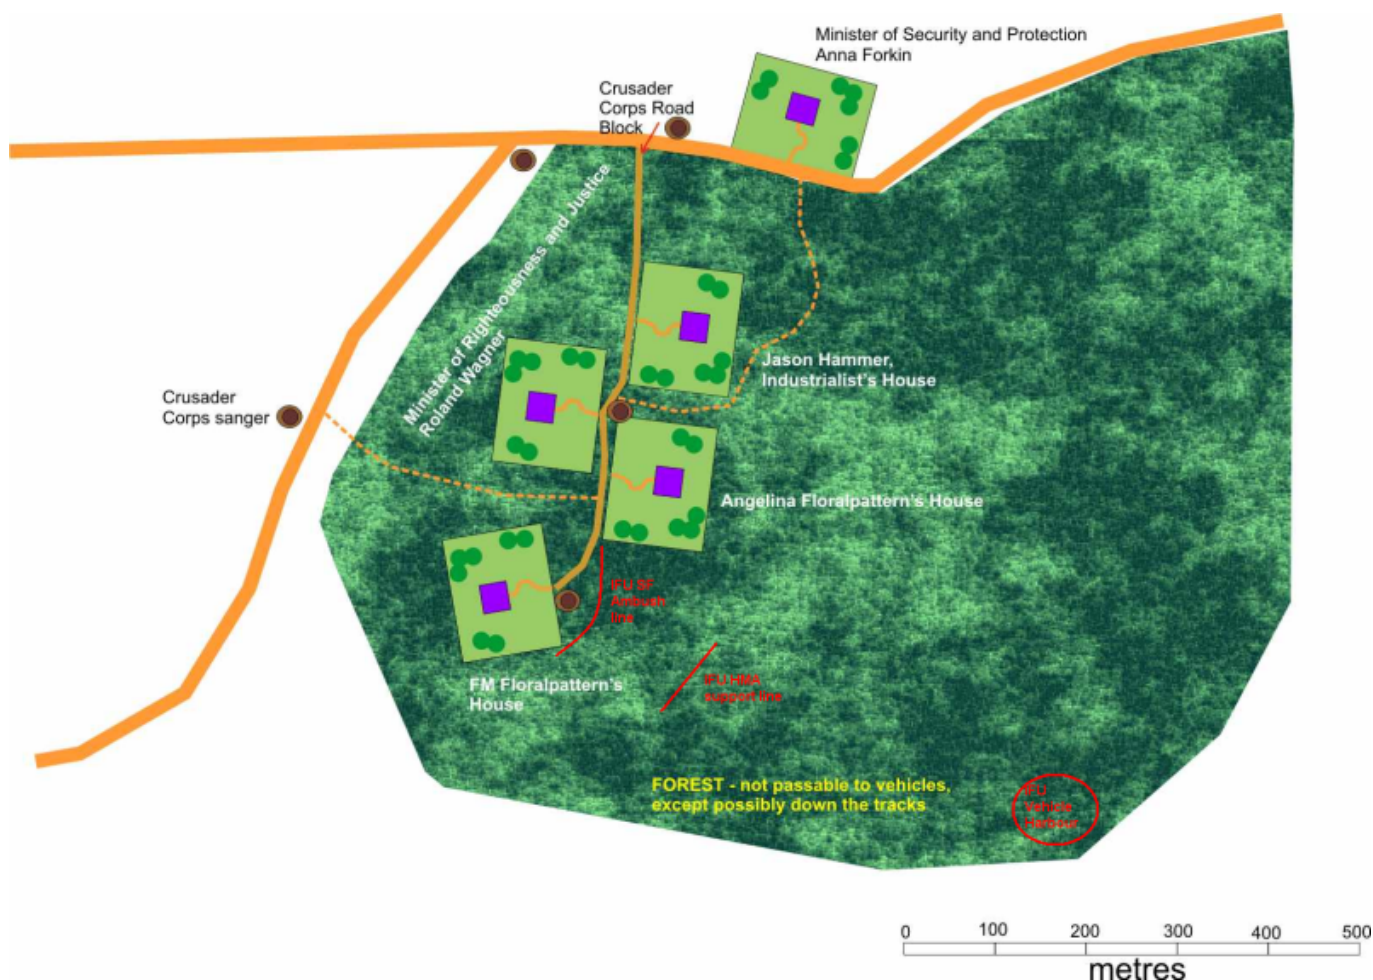 Minister of Security and Protection
Anna Forkin
Crusader
Corps Road
Block
Minister of Righteousness and Justice
Roland Wagner
Jason Hammer,
Industrialist's House
Crusader
Corps sanger
Angelina Floralpattern's House
IFU SF
Ambush
line
FM Floralpattern's
House
IFU HMA
support line
FOREST - not passable to vehicles,
except possibly down the tracks
IFU
Vehicle
Harbour
0 100 200 300 400 500
metres